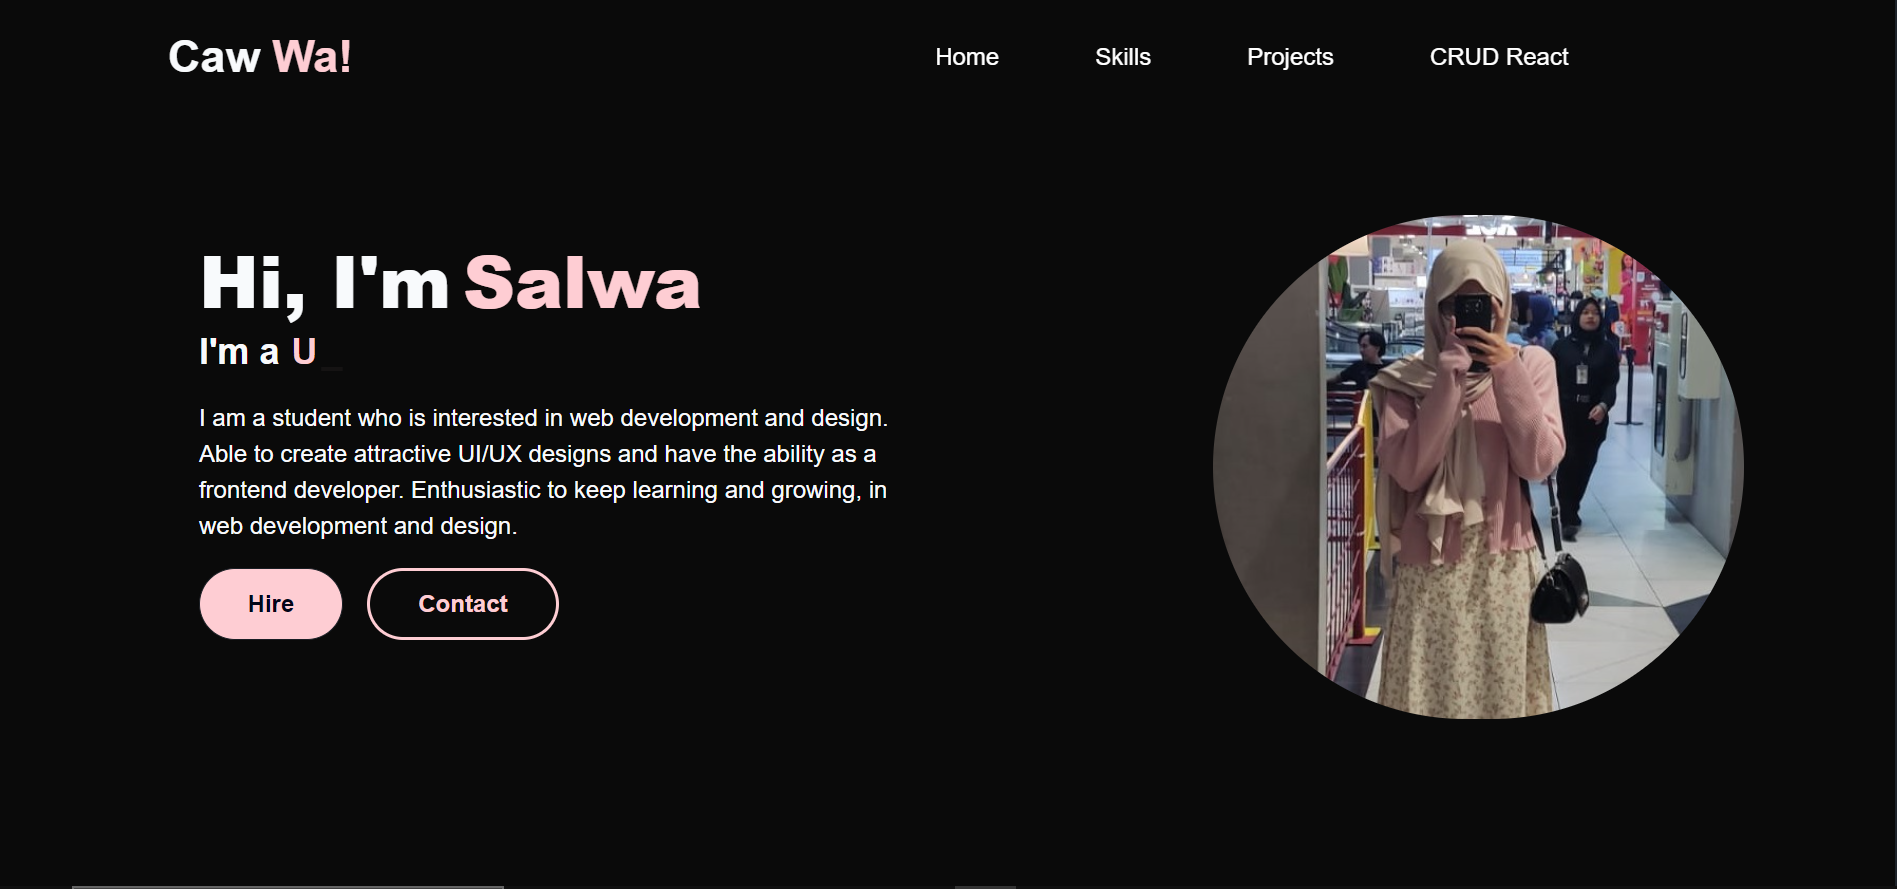 Caw Wa!
Home
Skills
Projects
CRUD React
Hi, I'm Salwa
I'm a U_
I am a student who is interested in web development and design.
Able to create attractive UI/UX designs and have the ability as a
frontend developer. Enthusiastic to keep learning and growing, in
web development and design.
Hire
Contact